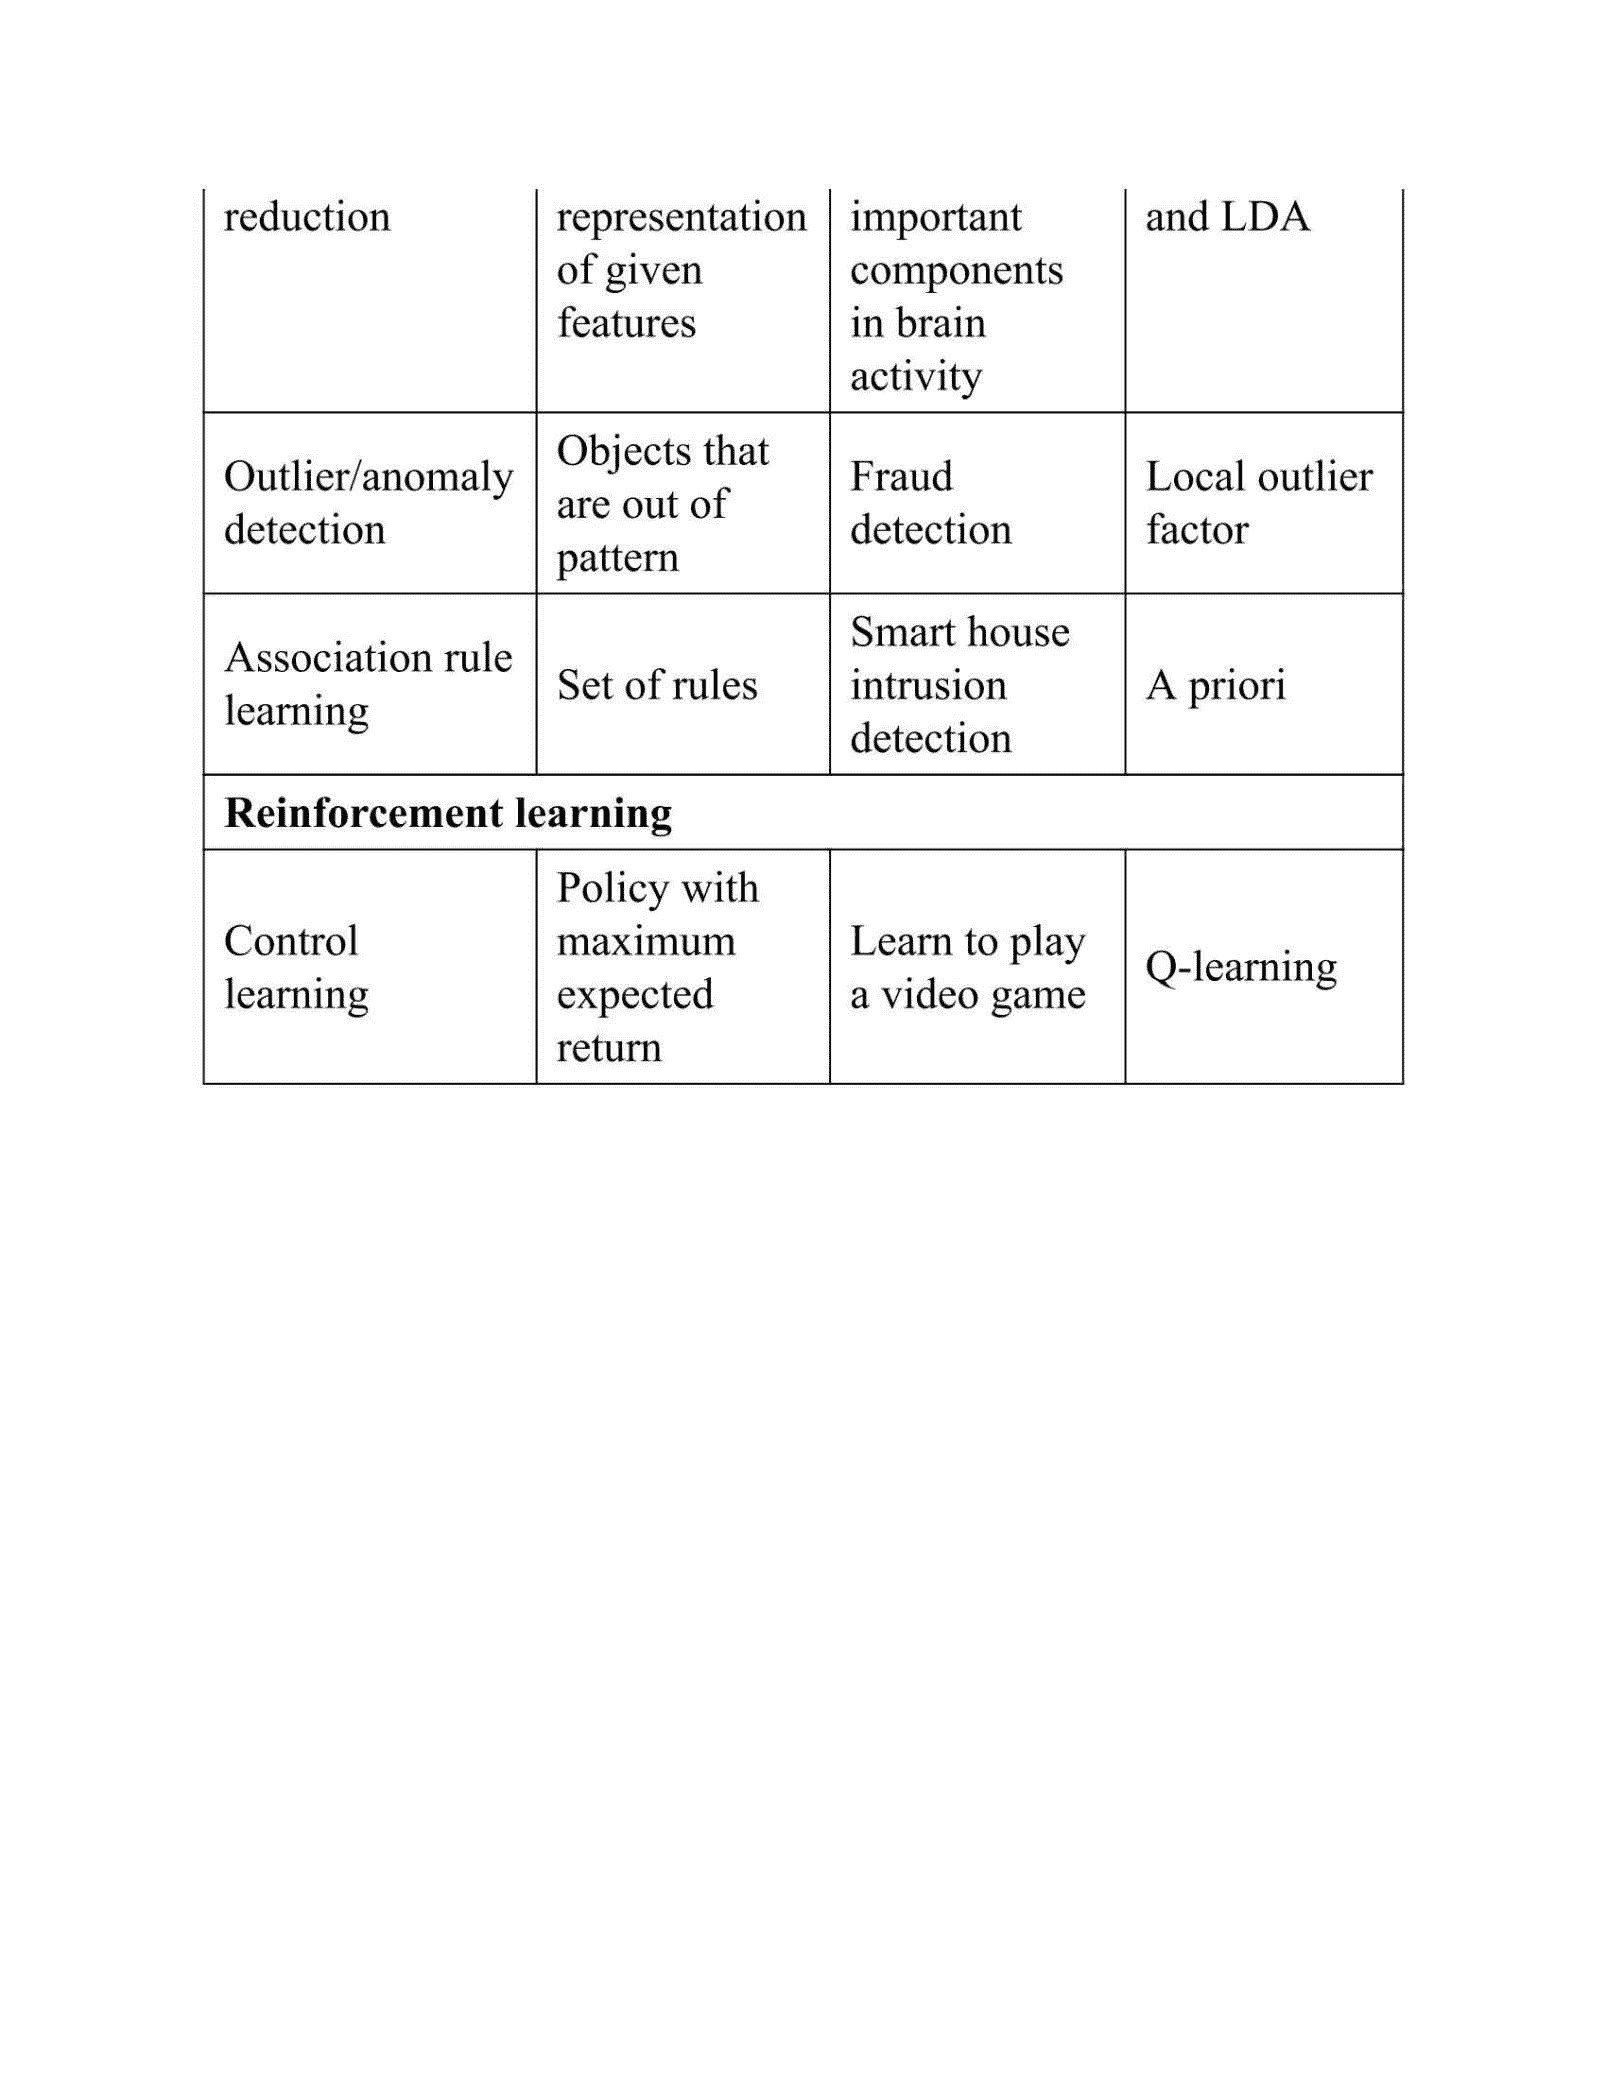 reduction
representation
of given
features
important
components
in brain
activity
and LDA
Outlier/anomaly
detection
Objects that
are out of
pattern
Fraud
detection
Local outlier
factor
Association rule
learning
Set of rules
Smart house
intrusion
detection
A priori
Reinforcement learning
Control
learning
Policy with
maximum
expected
return
Learn to play
a video game
Q-learning